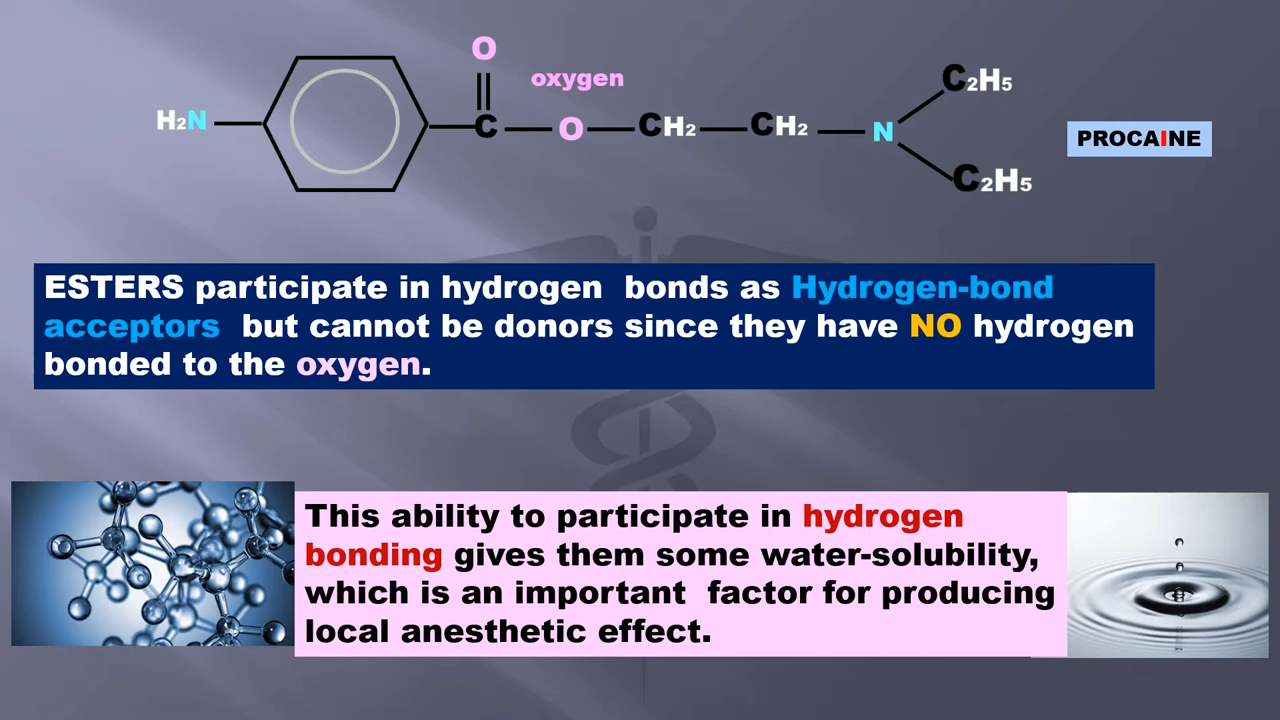 O
oxygen
H₂N C O CH₂ CH₂ N
C₂H₅
C₂H₅
PROCAINE
ESTERS participate in hydrogen bonds as Hydrogen-bond
acceptors but cannot be donors since they have NO hydrogen
bonded to the oxygen.
This ability to participate in hydrogen
bonding gives them some water-solubility,
which is an important factor for producing
local anesthetic effect.